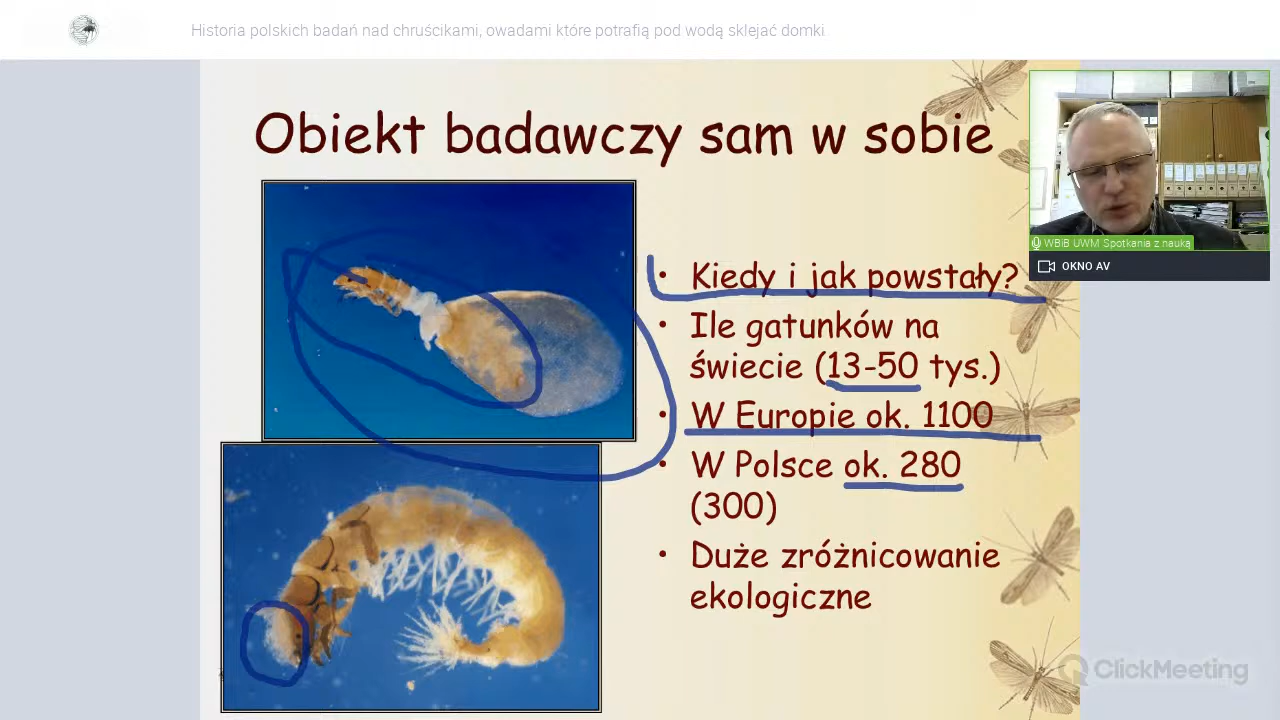 Historia polskich badań nad chruścikami, owadami które potrafią pod wodą sklejać domki.
Obiekt badawczy sam w sobie
WBiB UWM Spotkania z nauką
OKNO AV
• Kiedy i jak powstały?
• Ile gatunków na
świecie (13-50 tys.)
• W Europie ok. 1100
• W Polsce ok. 280
(300)
• Duże zróżnicowanie
ekologiczne
ClickMeeting